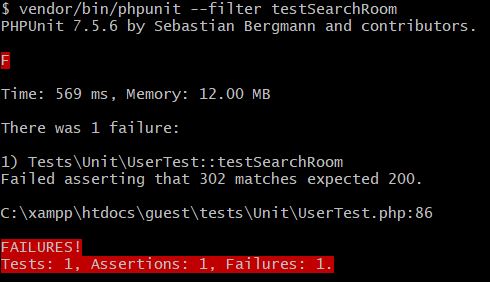 $ vendor/bin/phpunit --filter testSearchRoom
PHPUnit 7.5.6 by Sebastian Bergmann and contributors.
F
Time: 569 ms, Memory: 12.00 MB
There was 1 failure:
1) Tests\Unit\UserTest::testSearchRoom
Failed asserting that 302 matches expected 200.
C:\xampp\htdocs\guest\tests\Unit\UserTest.php:86
FAILURES!
Tests: 1, Assertions: 1, Failures: 1.